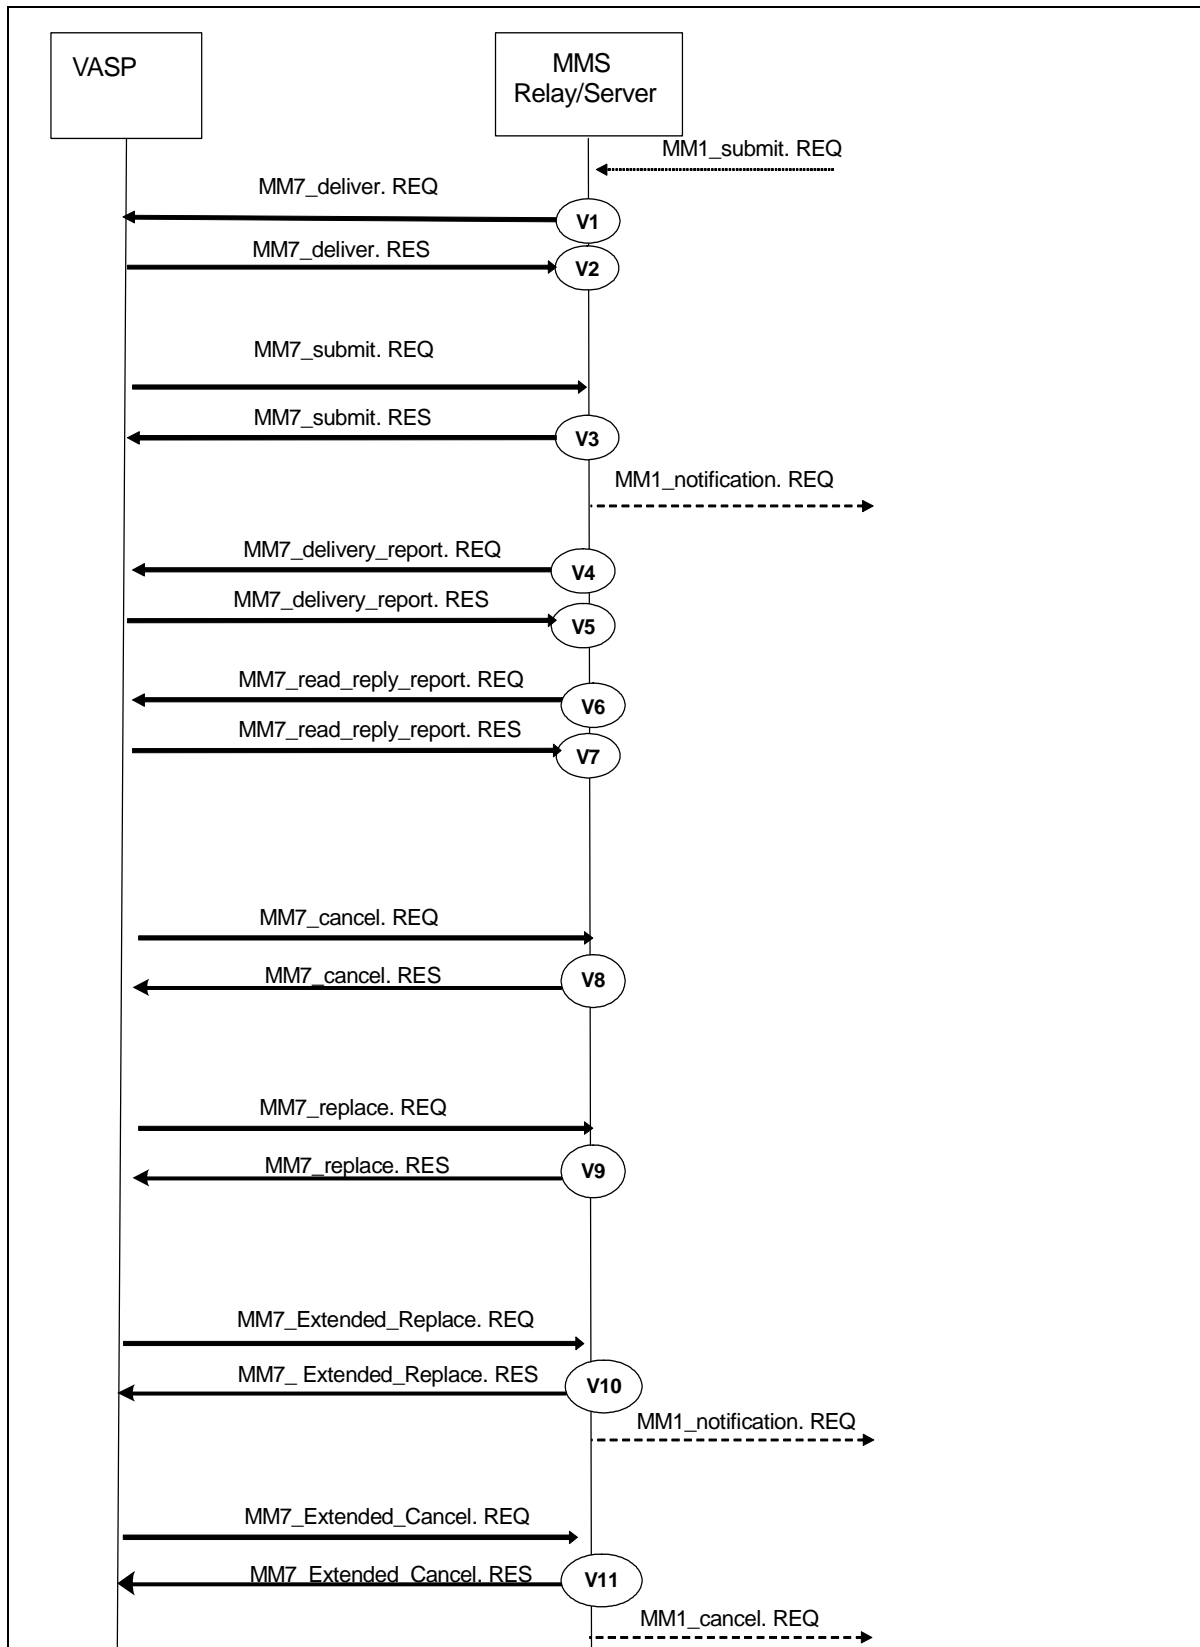 VASP
MMS
Relay/Server
MM1_submit. REQ
MM7_deliver. REQ
V1
MM7_deliver. RES
V2
MM7_submit. REQ
MM7_submit. RES
V3
MM1_notification. REQ
MM7_delivery_report. REQ
V4
MM7_delivery_report. RES
V5
MM7_read_reply_report. REQ
V6
MM7_read_reply_report. RES
V7
MM7_cancel. REQ
MM7_cancel. RES
V8
MM7_replace. REQ
MM7_replace. RES
V9
MM7_Extended_Replace. REQ
MM7_ Extended_Replace. RES
V10
MM1_notification. REQ
MM7_Extended_Cancel. REQ
MM7_Extended_Cancel. RES
V11
MM1_cancel. REQ